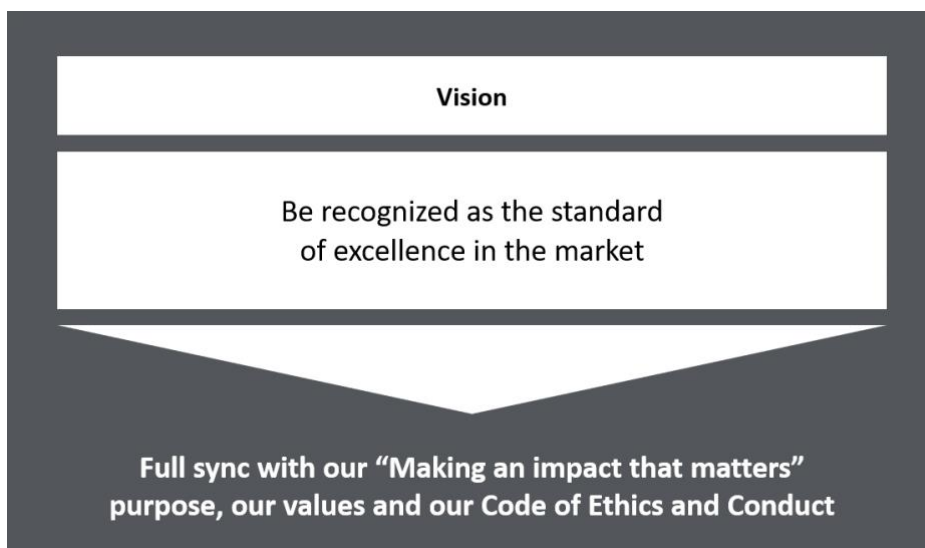 Vision
Be recognized as the standard
of excellence in the market
Full sync with our “Making an impact that matters”
purpose, our values and our Code of Ethics and Conduct